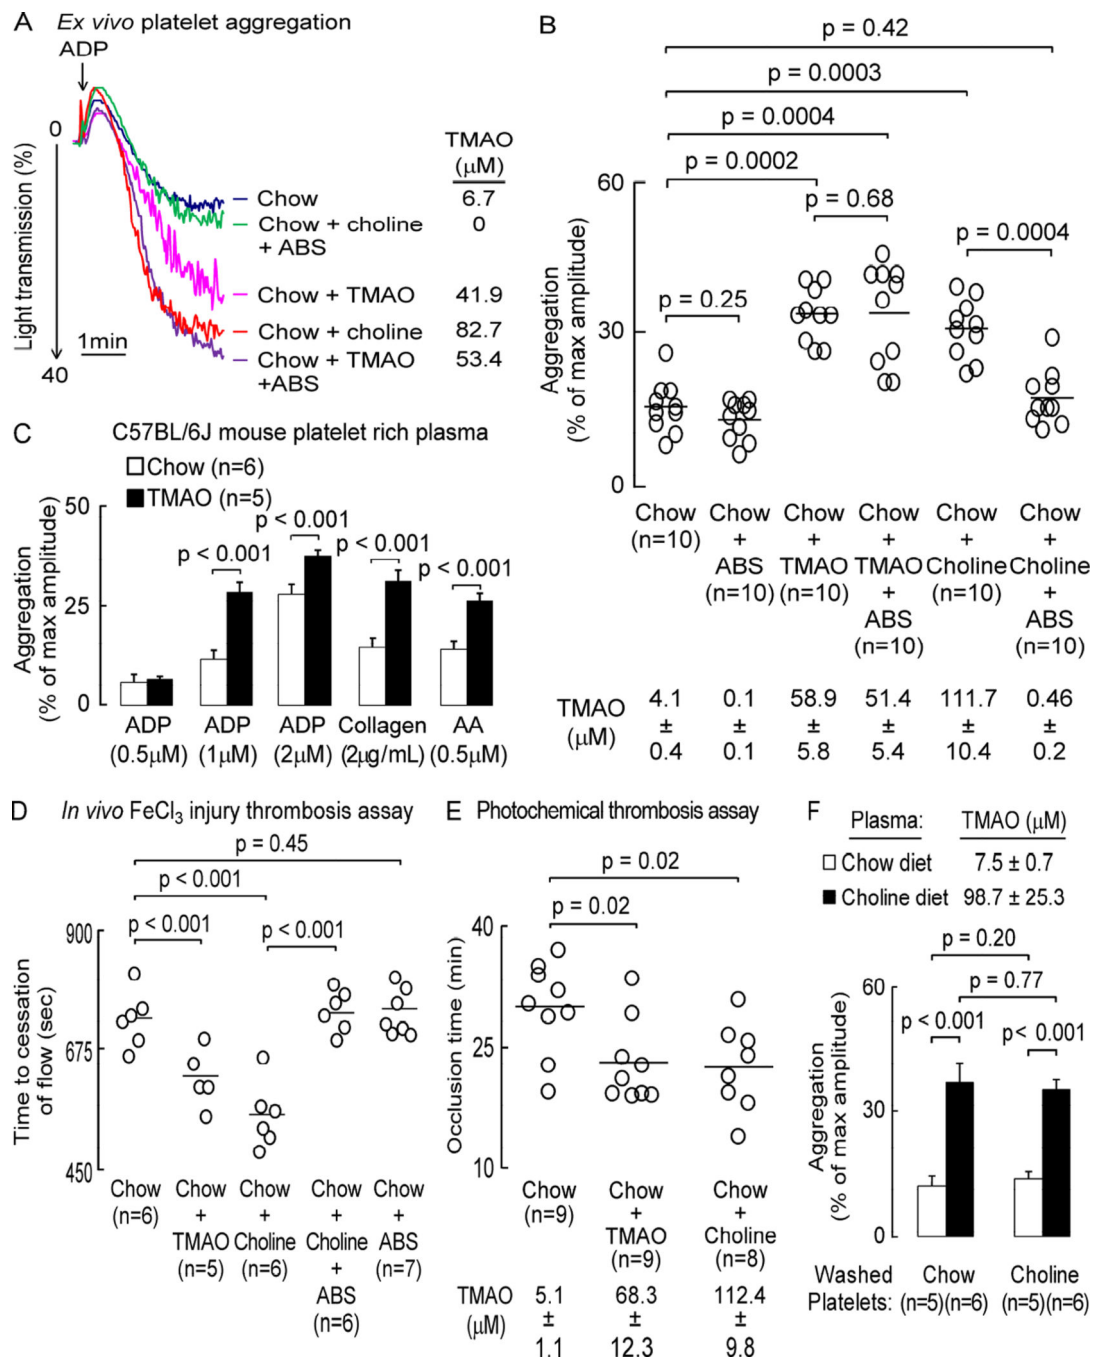 A Ex vivo platelet aggregation
ADP
0
Light transmission (%)
40
1min
TMAO
(μM)
Chow 6.7
Chow + choline 0
+ ABS
Chow + TMAO 41.9
Chow + choline 82.7
Chow + TMAO 53.4
+ABS
B
p = 0.42
p = 0.0003
p = 0.0004
p = 0.0002
p = 0.68
p = 0.0004
p = 0.25
60
30
0
Aggregation
(% of max amplitude)
Chow Chow Chow Chow Chow Chow
(n=10) + + + + +
ABS TMAO TMAO Choline Choline
(n=10) (n=10) + (n=10) +
ABS ABS
(n=10) (n=10)
TMAO 4.1 0.1 58.9 51.4 111.7 0.46
(μM) ± ± ± ± ± ±
0.4 0.1 5.8 5.4 10.4 0.2
C C57BL/6J mouse platelet rich plasma
Chow (n=6)
TMAO (n=5)
50
25
0
Aggregation
(% of max amplitude)
p < 0.001
p < 0.001
p < 0.001
p < 0.001
ADP ADP ADP Collagen AA
(0.5μM) (1μM) (2μM) (2μg/mL) (0.5μM)
D In vivo FeCl3 injury thrombosis assay
p = 0.45
p < 0.001
p < 0.001
p < 0.001
900
675
450
Time to cessation
of flow (sec)
Chow Chow Chow Chow Chow
(n=6) + + + +
TMAO Choline Choline ABS
(n=5) (n=6) + (n=7)
ABS
(n=6)
E Photochemical thrombosis assay
p = 0.02
p = 0.02
40
25
10
Occlusion time (min)
Chow Chow Chow
(n=9) + +
TMAO Choline
(n=9) (n=8)
TMAO 5.1 68.3 112.4
(μM) ± ± ±
1.1 12.3 9.8
F
Plasma: TMAO (μM)
Chow diet 7.5 ± 0.7
Choline diet 98.7 ± 25.3
p = 0.20
p = 0.77
p <0.001
p< 0.001
60
30
0
Aggregation
(% of max amplitude)
Washed Chow Choline
Platelets: (n=5)(n=6) (n=5)(n=6)